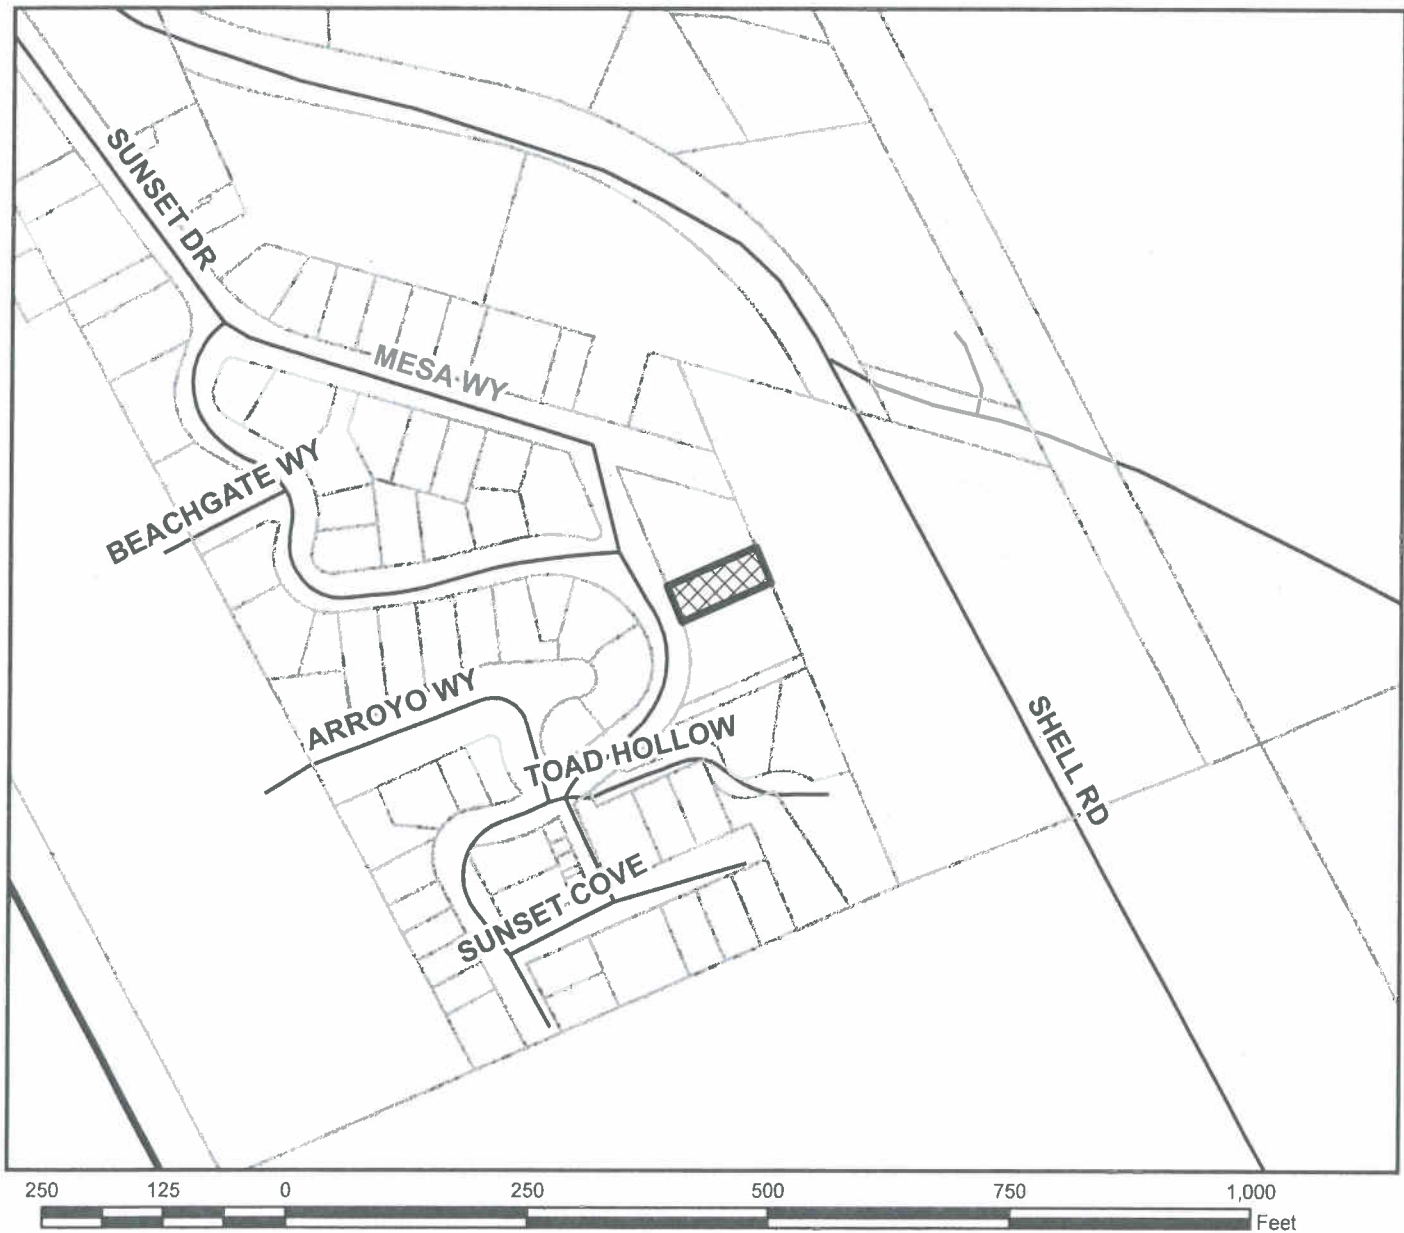 SUNSET DR
MESA WY
BEACHGATE WY
ARROYO WY
TOAD HOLLOW
SHELL RD
SUNSET COVE
250 125 0 250 500 750 1,000
Feet